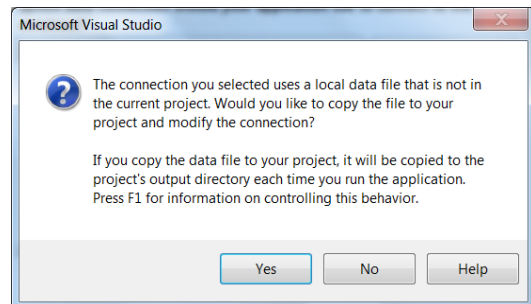 Microsoft Visual Studio
The connection you selected uses a local data file that is not in
the current project. Would you like to copy the file to your
project and modify the connection?
If you copy the data file to your project, it will be copied to the
project's output directory each time you run the application.
Press F1 for information on controlling this behavior.
Yes No Help